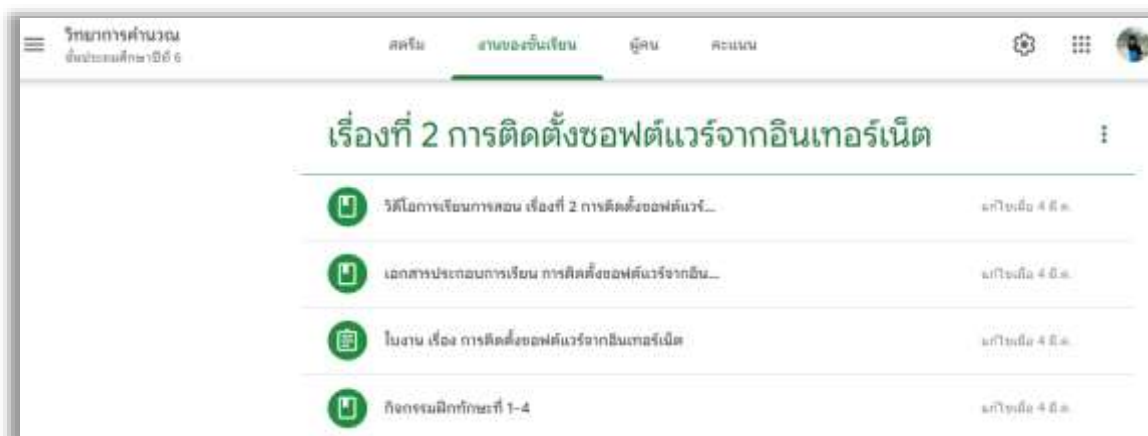 วิทยาการคำนวณ
ชั้นประถมศึกษาปีที่ 6
สตรีม งานของชั้นเรียน ผู้คน คะแนน
เรื่องที่ 2 การติดตั้งซอฟต์แวร์จากอินเทอร์เน็ต
วิดีโอการเรียนการสอน เรื่องที่ 2 การติดตั้งซอฟต์แวร์... แก้ไขเมื่อ 4 มี.ค.
เอกสารประกอบการเรียน การติดตั้งซอฟต์แวร์จากอิน... แก้ไขเมื่อ 4 มี.ค.
ใบงาน เรื่อง การติดตั้งซอฟต์แวร์จากอินเทอร์เน็ต แก้ไขเมื่อ 4 มี.ค.
กิจกรรมฝึกทักษะที่ 1-4 แก้ไขเมื่อ 4 มี.ค.